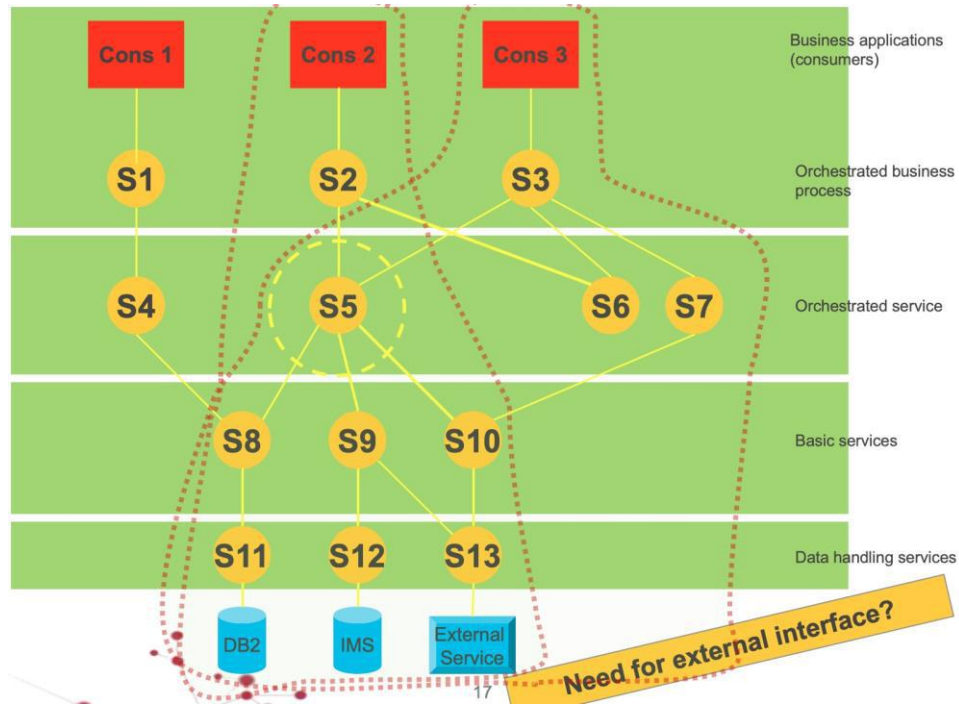 Cons 1
Cons 2
Cons 3
Business applications
(consumers)
S1
S2
S3
Orchestrated business
process
S4
S5
S6
S7
Orchestrated service
S8
S9
S10
Basic services
S11
S12
S13
Data handling services
DB2
IMS
External
Service
Need for external interface?
17